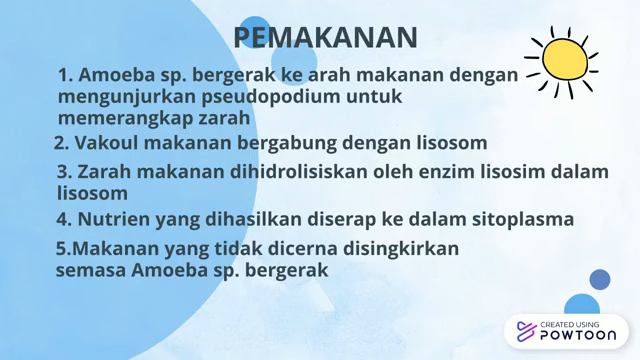 PEMAKANAN
1. Amoeba sp. bergerak ke arah makanan dengan
mengunjurkan pseudopodium untuk
memerangkap zarah
2. Vakoul makanan bergabung dengan lisosom
3. Zarah makanan dihidrolisiskan oleh enzim lisosim dalam
lisosom
4. Nutrien yang dihasilkan diserap ke dalam sitoplasma
5.Makanan yang tidak dicerna disingkirkan
semasa Amoeba sp. bergerak
CREATED USING
POWTOON